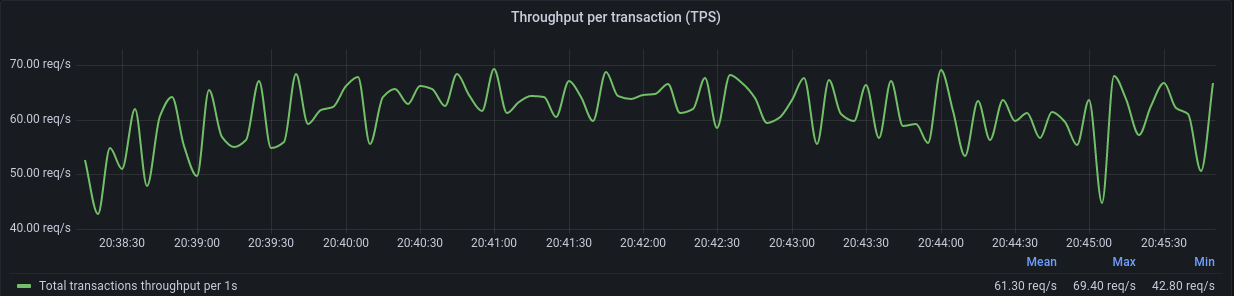 Throughput per transaction (TPS)
70.00 req/s
60.00 req/s
50.00 req/s
40.00 req/s
20:38:30 20:39:00 20:39:30 20:40:00 20:40:30 20:41:00 20:41:30 20:42:00 20:42:30 20:43:00 20:43:30 20:44:00 20:44:30 20:45:00 20:45:30
Mean Max Min
Total transactions throughput per 1s 61.30 req/s 69.40 req/s 42.80 req/s